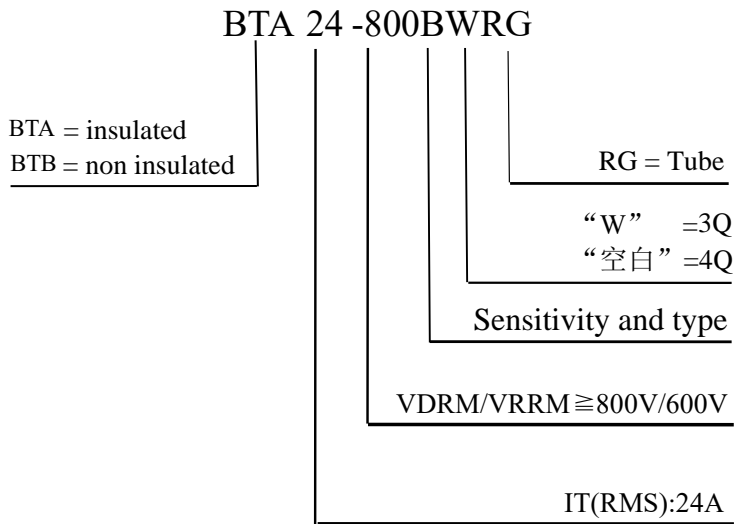 BTA 24 -800BWRG
BTA = insulated
BTB = non insulated
RG = Tube
“W” =3Q
“空白” =4Q
Sensitivity and type
VDRM/VRRM≧800V/600V
IT(RMS):24A